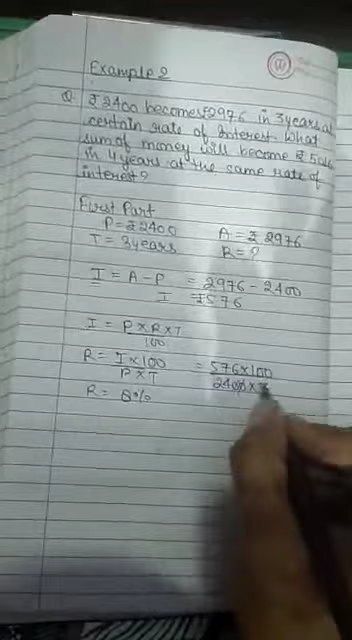 Example 2
Q. ₹2400 becomes ₹2976 in 3 years at
certain rate of interest. What
sum of money will become ₹
in 4 years at the same rate of
interest?
First Part
P = ₹2400 A = ₹ 2976
T = 3 years R = ?
I = A - P = 2976 - 2400
I = ₹576
I = P × R × T
100
R = I × 100 = 576 × 100
P × T 2400 ×
R = 8%